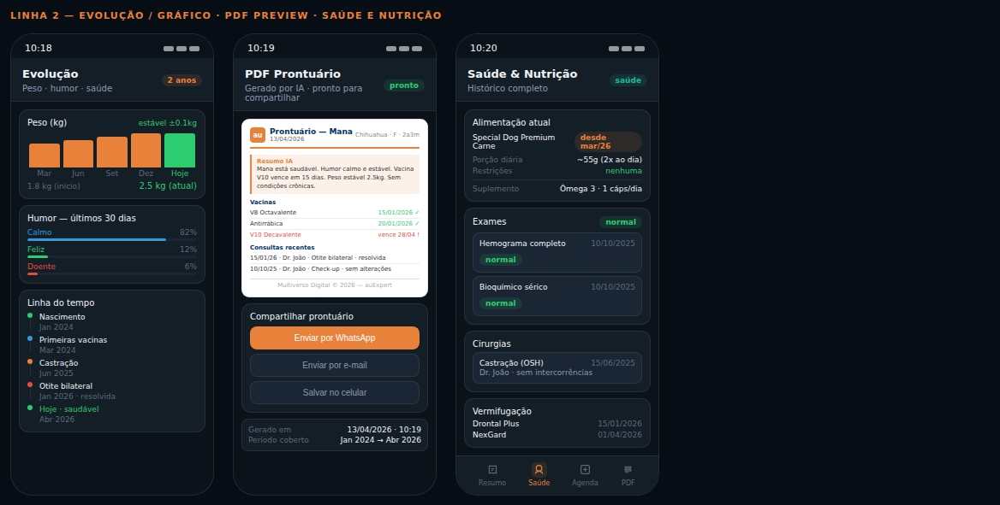 LINHA 2 — EVOLUÇÃO / GRÁFICO · PDF PREVIEW · SAÚDE E NUTRIÇÃO
10:18
Evolução
Peso · humor · saúde
2 anos
Peso (kg)
estável ±0.1kg
Mar
Jun
Set
Dez
Hoje
1.8 kg (início)
2.5 kg (atual)
Humor — últimos 30 dias
Calmo
82%
Feliz
12%
Doente
6%
Linha do tempo
Nascimento
Jan 2024
Primeiras vacinas
Mar 2024
Castração
Jun 2025
Otite bilateral
Jan 2026 · resolvida
Hoje · saudável
Abr 2026
10:19
PDF Prontuário
Gerado por IA · pronto para
compartilhar
pronto
au
Prontuário — Mana
13/04/2026
Chihuahua · F · 2a3m
Resumo IA
Mana está saudável. Humor calmo e estável. Vacina
V10 vence em 15 dias. Peso estável 2.5kg. Sem
condições crônicas.
Vacinas
V8 Octavalente
15/01/2026 ✓
Antirrábica
20/01/2026 ✓
V10 Decavalente
vence 28/04 !
Consultas recentes
15/01/26 · Dr. João · Otite bilateral · resolvida
10/10/25 · Dr. João · Check-up · sem alterações
Multiverso Digital © 2026 — auExpert
Compartilhar prontuário
Enviar por WhatsApp
Enviar por e-mail
Salvar no celular
Gerado em
13/04/2026 · 10:19
Período coberto
Jan 2024 → Abr 2026
10:20
Saúde & Nutrição
Histórico completo
saúde
Alimentação atual
Special Dog Premium
Carne
desde
mar/26
Porção diária
~55g (2x ao dia)
Restrições
nenhuma
Suplemento
Ômega 3 · 1 cáps/dia
Exames
normal
Hemograma completo
10/10/2025
normal
Bioquímico sérico
10/10/2025
normal
Cirurgias
Castração (OSH)
15/06/2025
Dr. João · sem intercorrências
Vermifugação
Drontal Plus
15/01/2026
NexGard
01/04/2026
Resumo
Saúde
Agenda
PDF